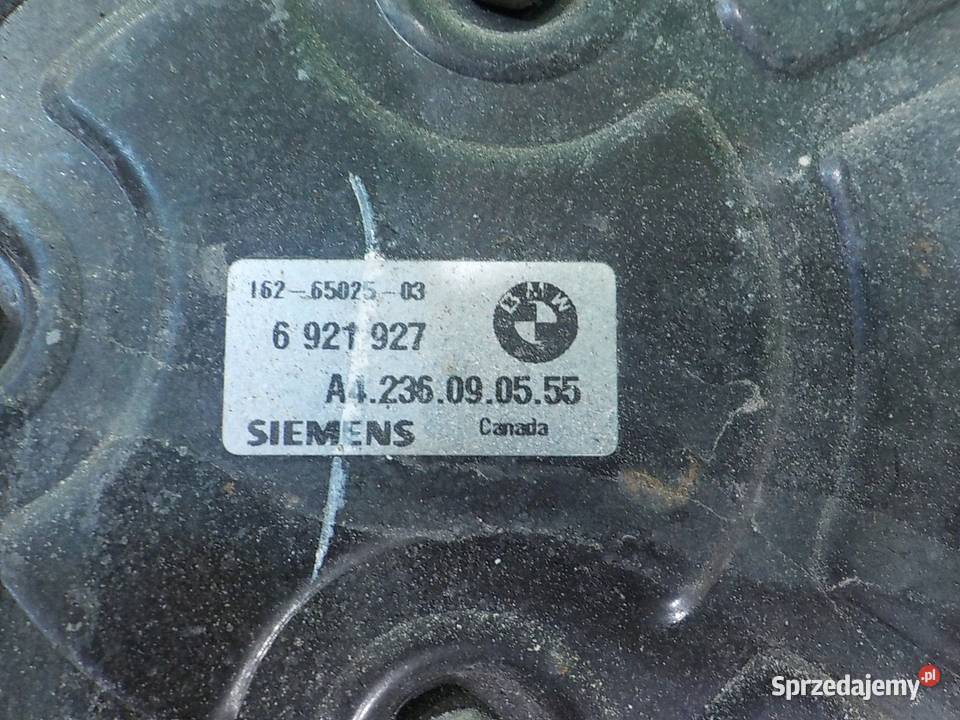 162-65025-03
BMW
6 921 927
A4.236.09.05.55
SIEMENS Canada
Sprzedajemy.pl